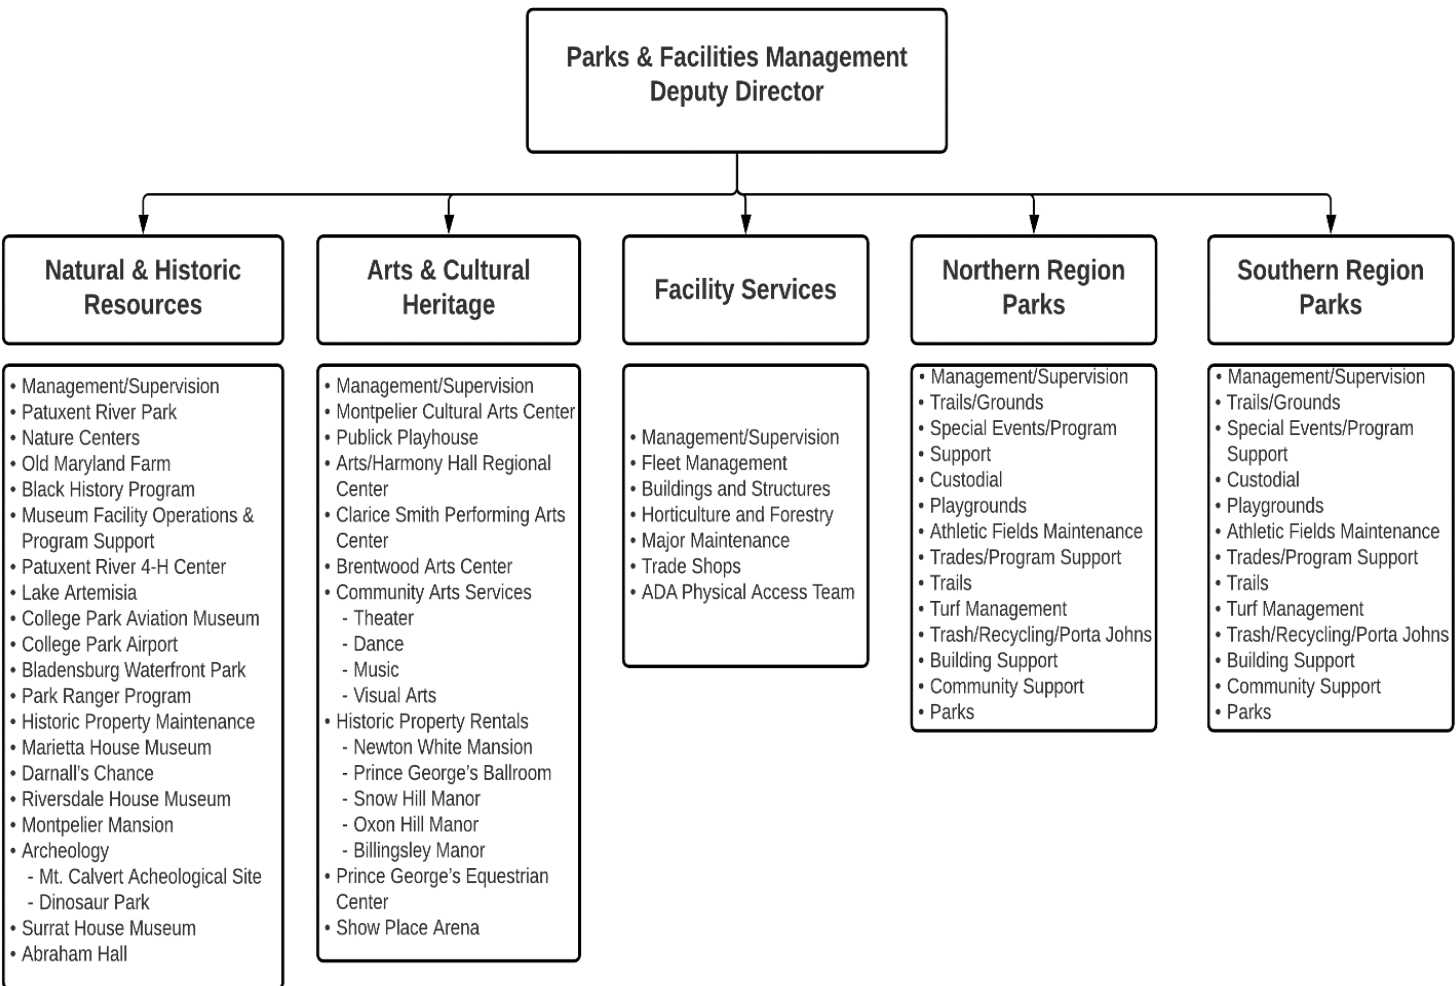 Parks & Facilities Management
Deputy Director
Natural & Historic
Resources
• Management/Supervision
• Patuxent River Park
• Nature Centers
• Old Maryland Farm
• Black History Program
• Museum Facility Operations &
Program Support
• Patuxent River 4-H Center
• Lake Artemisia
• College Park Aviation Museum
• College Park Airport
• Bladensburg Waterfront Park
• Park Ranger Program
• Historic Property Maintenance
• Marietta House Museum
• Darnall’s Chance
• Riversdale House Museum
• Montpelier Mansion
• Archeology
- Mt. Calvert Acheological Site
- Dinosaur Park
• Surrat House Museum
• Abraham Hall
Arts & Cultural
Heritage
• Management/Supervision
• Montpelier Cultural Arts Center
• Publick Playhouse
• Arts/Harmony Hall Regional
Center
• Clarice Smith Performing Arts
Center
• Brentwood Arts Center
• Community Arts Services
- Theater
- Dance
- Music
- Visual Arts
• Historic Property Rentals
- Newton White Mansion
- Prince George’s Ballroom
- Snow Hill Manor
- Oxon Hill Manor
- Billingsley Manor
• Prince George’s Equestrian
Center
• Show Place Arena
Facility Services
• Management/Supervision
• Fleet Management
• Buildings and Structures
• Horticulture and Forestry
• Major Maintenance
• Trade Shops
• ADA Physical Access Team
Northern Region
Parks
• Management/Supervision
• Trails/Grounds
• Special Events/Program
• Support
• Custodial
• Playgrounds
• Athletic Fields Maintenance
• Trades/Program Support
• Trails
• Turf Management
• Trash/Recycling/Porta Johns
• Building Support
• Community Support
• Parks
Southern Region
Parks
• Management/Supervision
• Trails/Grounds
• Special Events/Program
Support
• Custodial
• Playgrounds
• Athletic Fields Maintenance
• Trades/Program Support
• Trails
• Turf Management
• Trash/Recycling/Porta Johns
• Building Support
• Community Support
• Parks